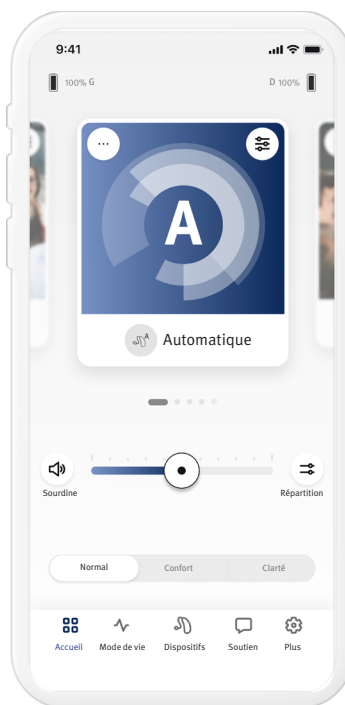 9:41
100% G
D 100%
A
A
Automatique
Sourdine
Répartition
Normal
Confort
Clarté
Accueil
Mode de vie
Dispositifs
Soutien
Plus